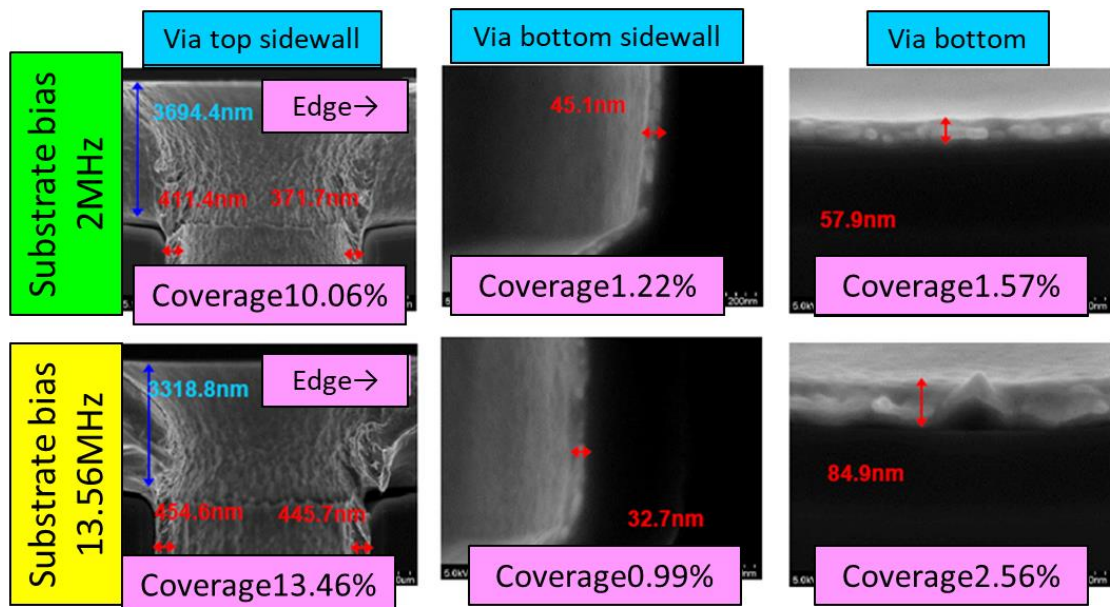 Via top sidewall
Via bottom sidewall
Via bottom
Substrate bias
2MHz
3694.4nm
Edge→
411.4nm
371.7nm
Coverage10.06%
45.1nm
200nm
Coverage1.22%
57.9nm
Coverage1.57%
Substrate bias
13.56MHz
3318.8nm
Edge→
454.6nm
445.7nm
Coverage13.46%
32.7nm
Coverage0.99%
84.9nm
Coverage2.56%